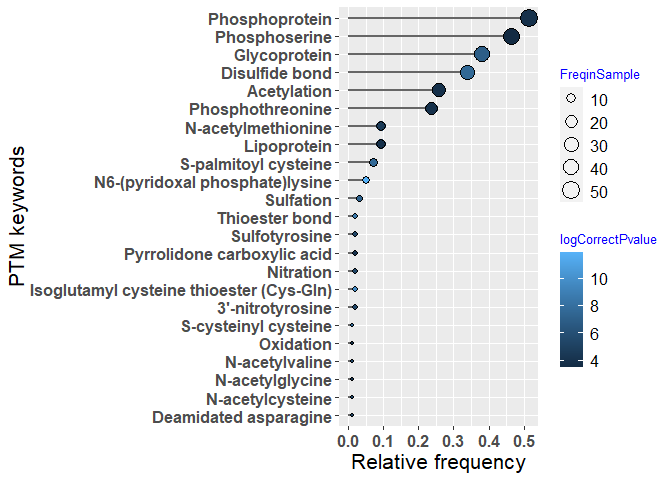 Phosphoprotein
Phosphoserine
Glycoprotein
Disulfide bond
Acetylation
Phosphothreonine
N-acetylmethionine
Lipoprotein
S-palmitoyl cysteine
N6-(pyridoxal phosphate)lysine
Sulfation
Thioester bond
Sulfotyrosine
Pyrrolidone carboxylic acid
Nitration
Isoglutamyl cysteine thioester (Cys-Gln)
3'-nitrotyrosine
S-cysteinyl cysteine
Oxidation
N-acetylvaline
N-acetylglycine
N-acetylcysteine
Deamidated asparagine
PTM keywords
0.0 0.1 0.2 0.3 0.4 0.5
Relative frequency
FreqinSample
10
20
30
40
50
logCorrectPvalue
10
8
6
4